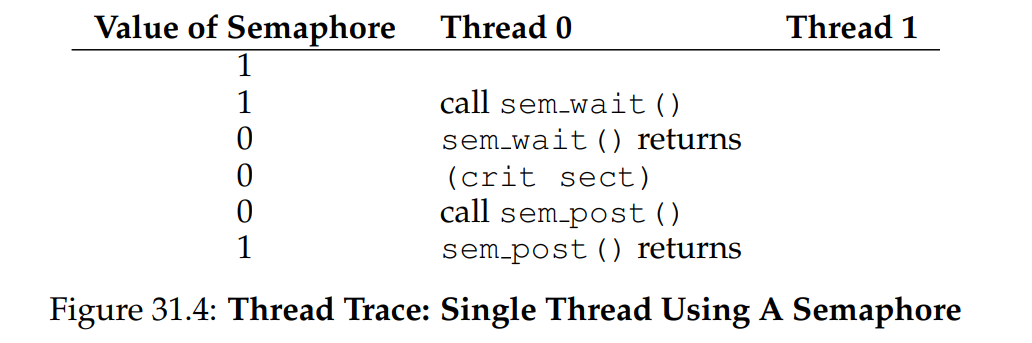 Value of Semaphore Thread 0 Thread 1
1
1 call sem_wait()
0 sem_wait() returns
0 (crit sect)
0 call sem_post()
1 sem_post() returns
Figure 31.4: Thread Trace: Single Thread Using A Semaphore